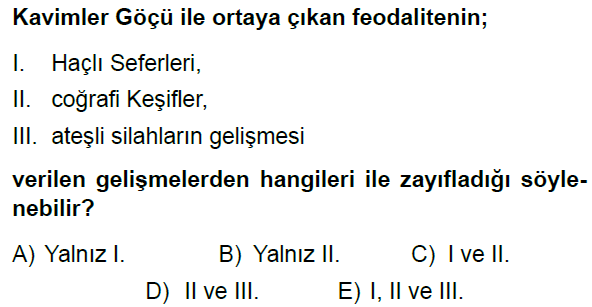 Kavimler Göçü ile ortaya çıkan feodalitenin;
I. Haçlı Seferleri,
II. coğrafi Keşifler,
III. ateşli silahların gelişmesi
verilen gelişmelerden hangileri ile zayıfladığı söyle-
nebilir?
A) Yalnız I. B) Yalnız II. C) I ve II.
D) II ve III. E) I, II ve III.